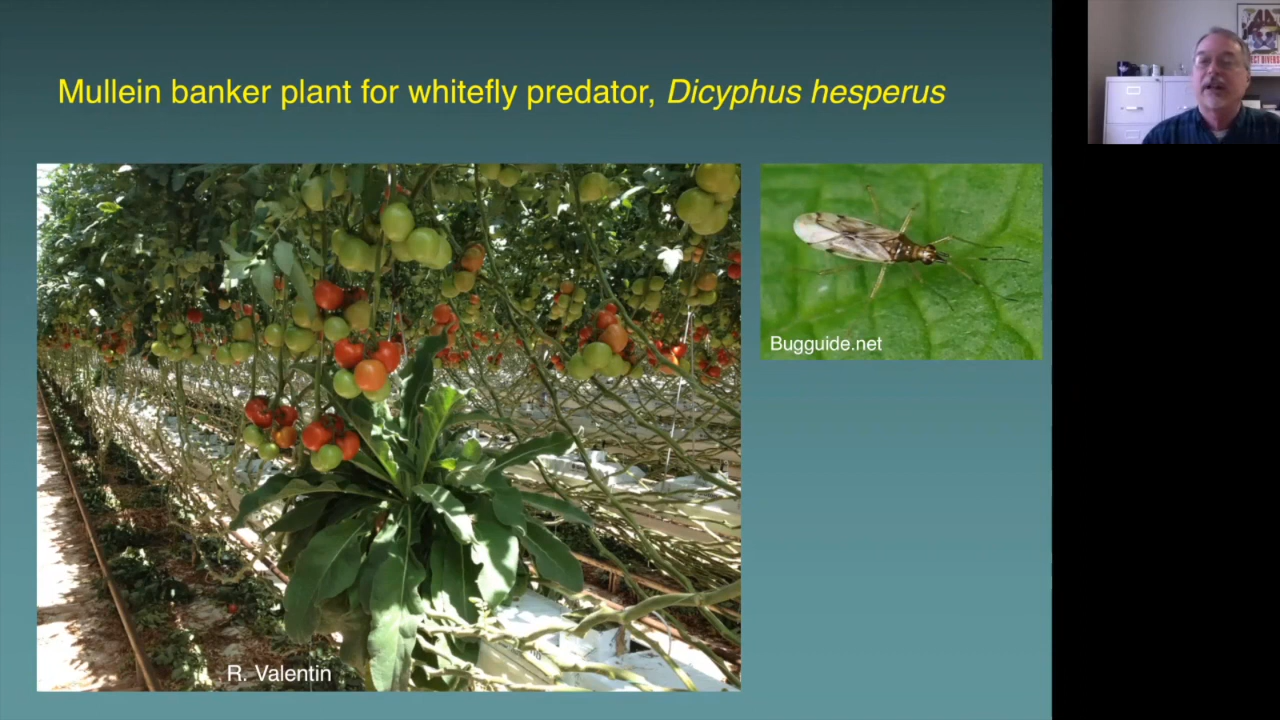 Mullein banker plant for whitefly predator, Dicyphus hesperus
Bugguide.net
R. Valentin